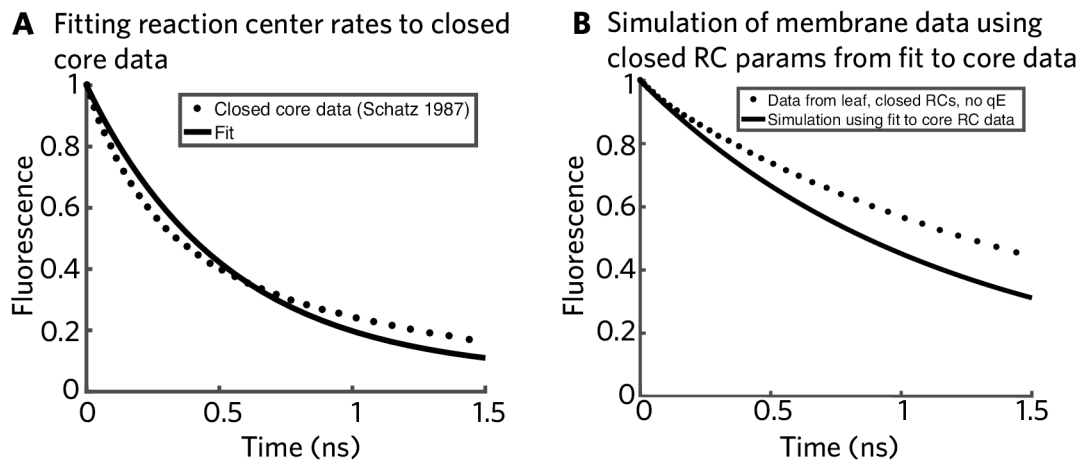 A Fitting reaction center rates to closed
core data
Closed core data (Schatz 1987)
Fit
1
0.8
0.6
0.4
0.2
0
Fluorescence
0
0.5
1
1.5
Time (ns)
B Simulation of membrane data using
closed RC params from fit to core data
Data from leaf, closed RCs, no qE
Simulation using fit to core RC data
1
0.8
0.6
0.4
0.2
0
Fluorescence
0
0.5
1
1.5
Time (ns)